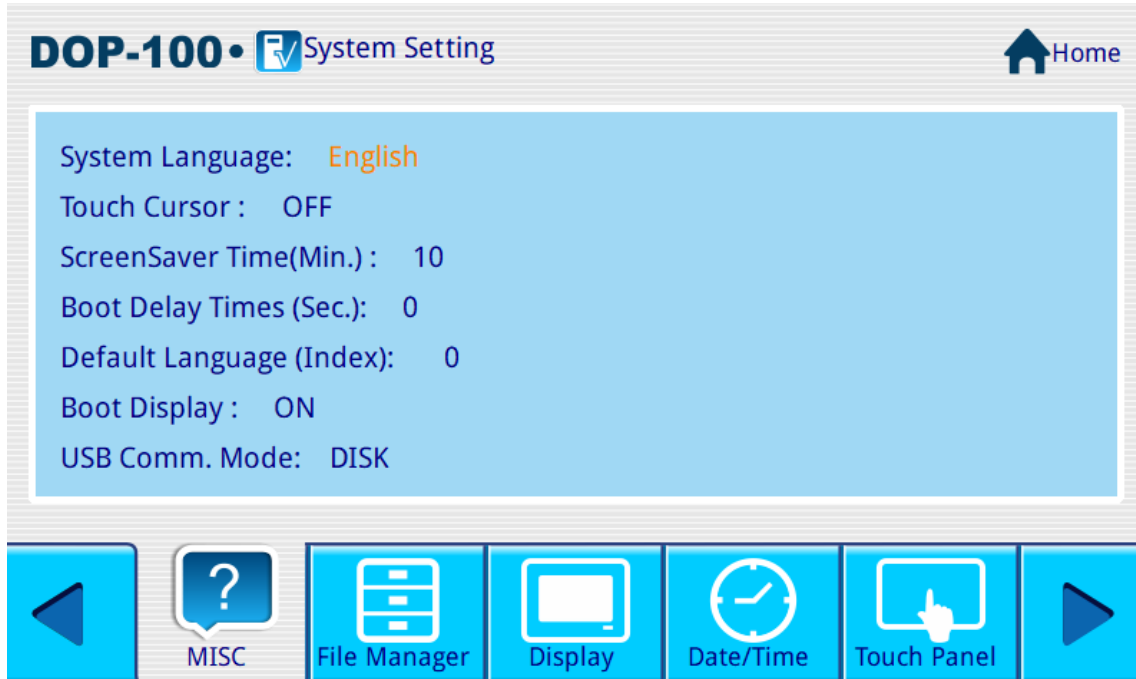 DOP-100• System Setting Home
System Language: English
Touch Cursor : OFF
ScreenSaver Time(Min.) : 10
Boot Delay Times (Sec.): 0
Default Language (Index): 0
Boot Display : ON
USB Comm. Mode: DISK
?
MISC File Manager Display Date/Time Touch Panel